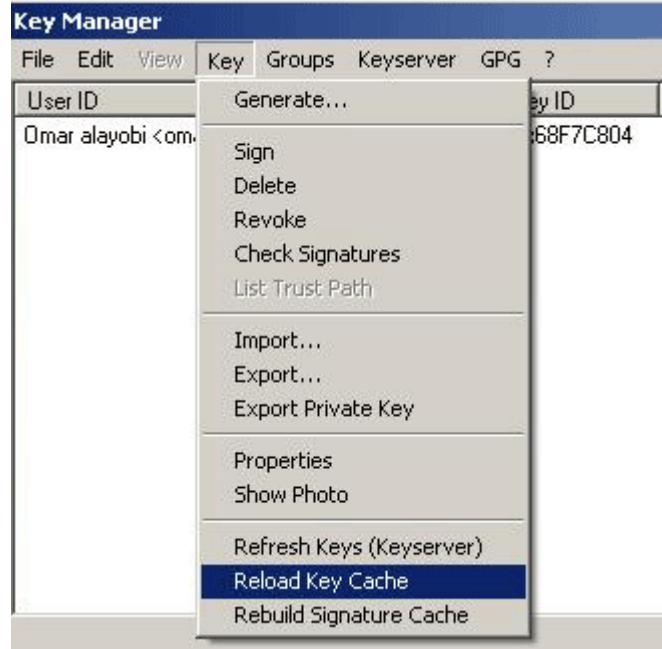 Key Manager
File Edit View Key Groups Keyserver GPG ?
User ID ey ID
Omar alayobi <om 68F7C804
Generate...
Sign
Delete
Revoke
Check Signatures
List Trust Path
Import...
Export...
Export Private Key
Properties
Show Photo
Refresh Keys (Keyserver)
Reload Key Cache
Rebuild Signature Cache